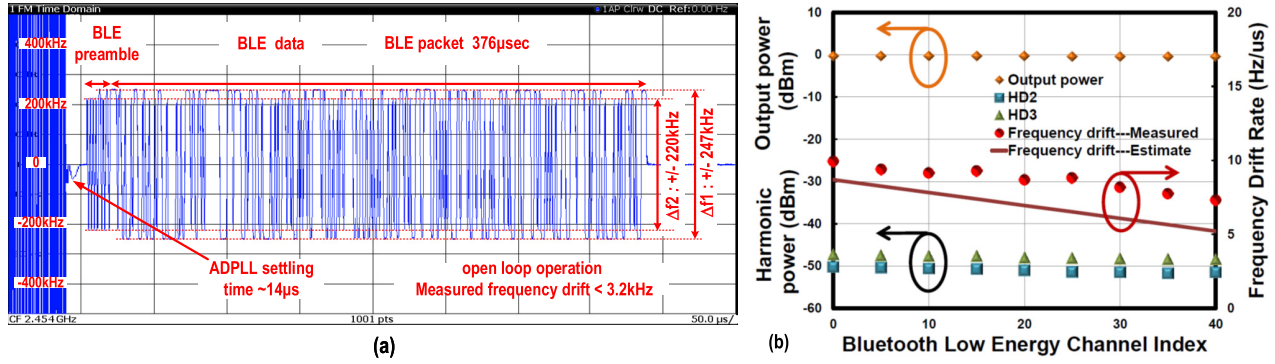 1 FM Time Domain
1AP Clrw DC Ref:0.00 Hz
400kHz
200kHz
0
-200kHz
-400kHz
BLE
preamble
BLE data
BLE packet 376µsec
Δf2 : +/- 220kHz
Δf1 : +/- 247kHz
ADPLL settling
time ~14µs
open loop operation
Measured frequency drift < 3.2kHz
CF 2.454 GHz
1001 pts
50.0 µs/
(a)
Output power
(dBm)
Harmonic
power (dBm)
10
0
-10
-20
-30
-40
-50
-60
Output power
HD2
HD3
Frequency drift---Measured
Frequency drift---Estimate
20
15
10
5
0
Frequency Drift Rate (Hz/us)
0
10
20
30
40
(b)
Bluetooth Low Energy Channel Index